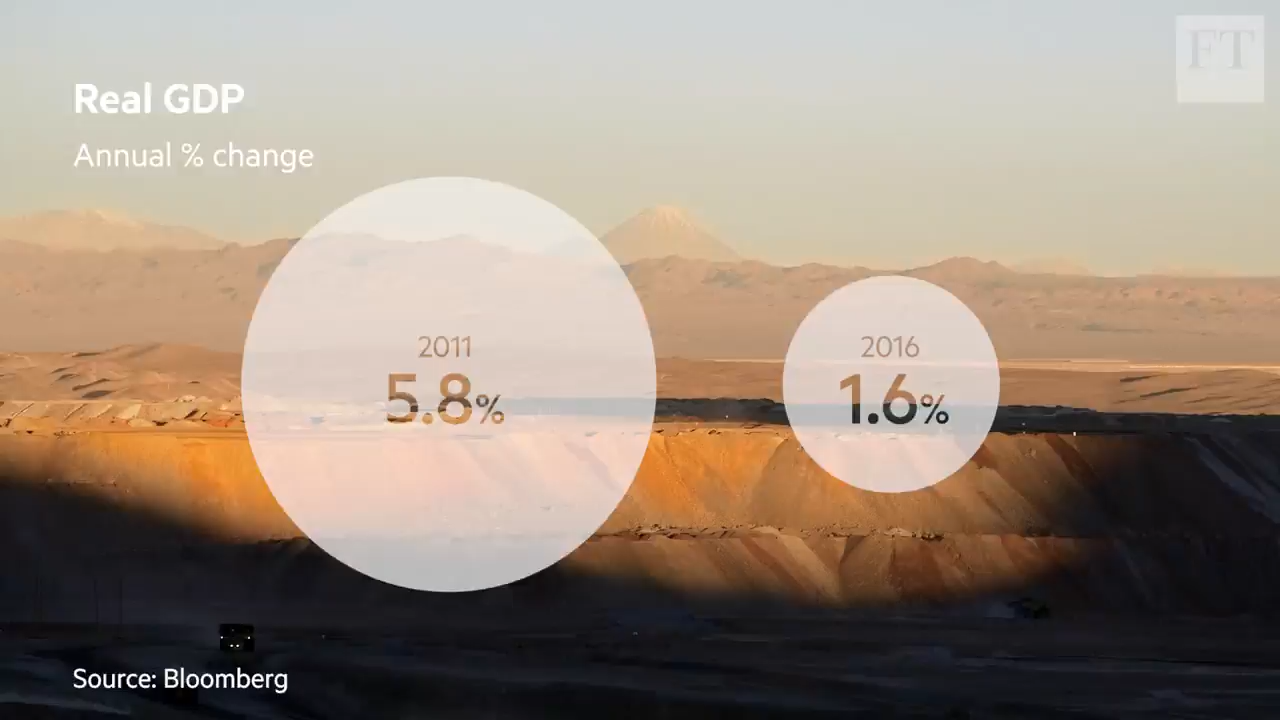 FT
Real GDP
Annual % change
2011
5.8%
2016
1.6%
Source: Bloomberg